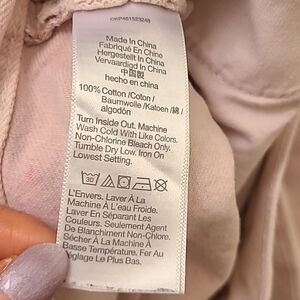 Made In China
Fabriqué En Chine
Hergestellt In China
Vervaardigd In China
中国製
hecho en China
100% Cotton /Coton /
Baumwolle /Katoen /綿 /
algodón
Turn Inside Out. Machine
Wash Cold With Like Colors.
Non-Chlorine Bleach Only.
Tumble Dry Low. Iron On
Lowest Setting.
30
L'Envers. Laver À La
Machine À L'eau Froide.
Laver En Séparant Les
Couleurs. Seulement Agent
De Blanchiment Non-Chlore.
Sécher À La Machine À
Basse Température. Fer Au
églage Le Plus Bas.